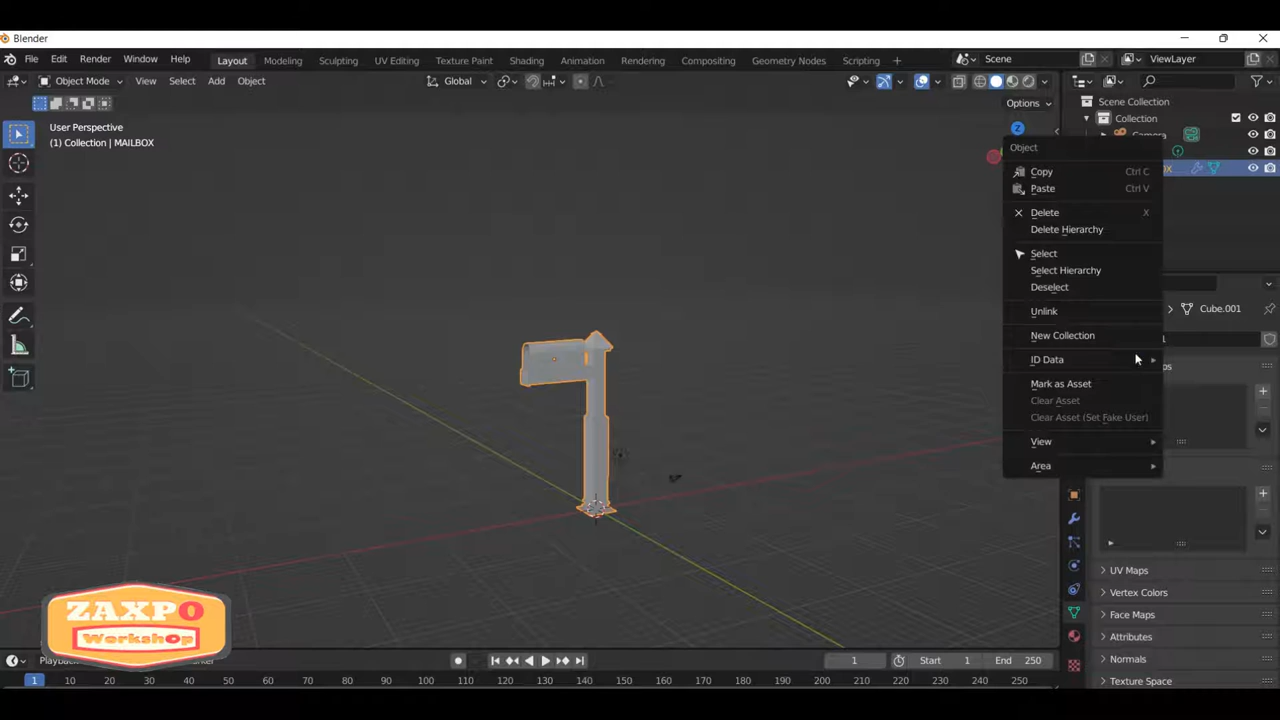 Blender
File Edit Render Window Help
Layout Modeling Sculpting UV Editing Texture Paint Shading Animation Rendering Compositing Geometry Nodes Scripting + Scene ViewLayer
Object Mode View Select Add Object Global
Options
User Perspective
(1) Collection | MAILBOX
Z
Scene Collection
Collection
Camera
Object
Copy Ctrl C
Paste Ctrl V
Delete X
Delete Hierarchy
Select
Select Hierarchy
Deselect
Unlink
New Collection
ID Data
Mark as Asset
Clear Asset
Clear Asset (Set Fake User)
View
Area
Cube.001
UV Maps
Vertex Colors
Face Maps
Attributes
Normals
Texture Space
ZAXPO
Workshop
1 Start 1 End 250
1 10 20 30 40 50 60 70 80 90 100 110 120 130 140 150 160 170 180 190 200 210 220 230 240 250